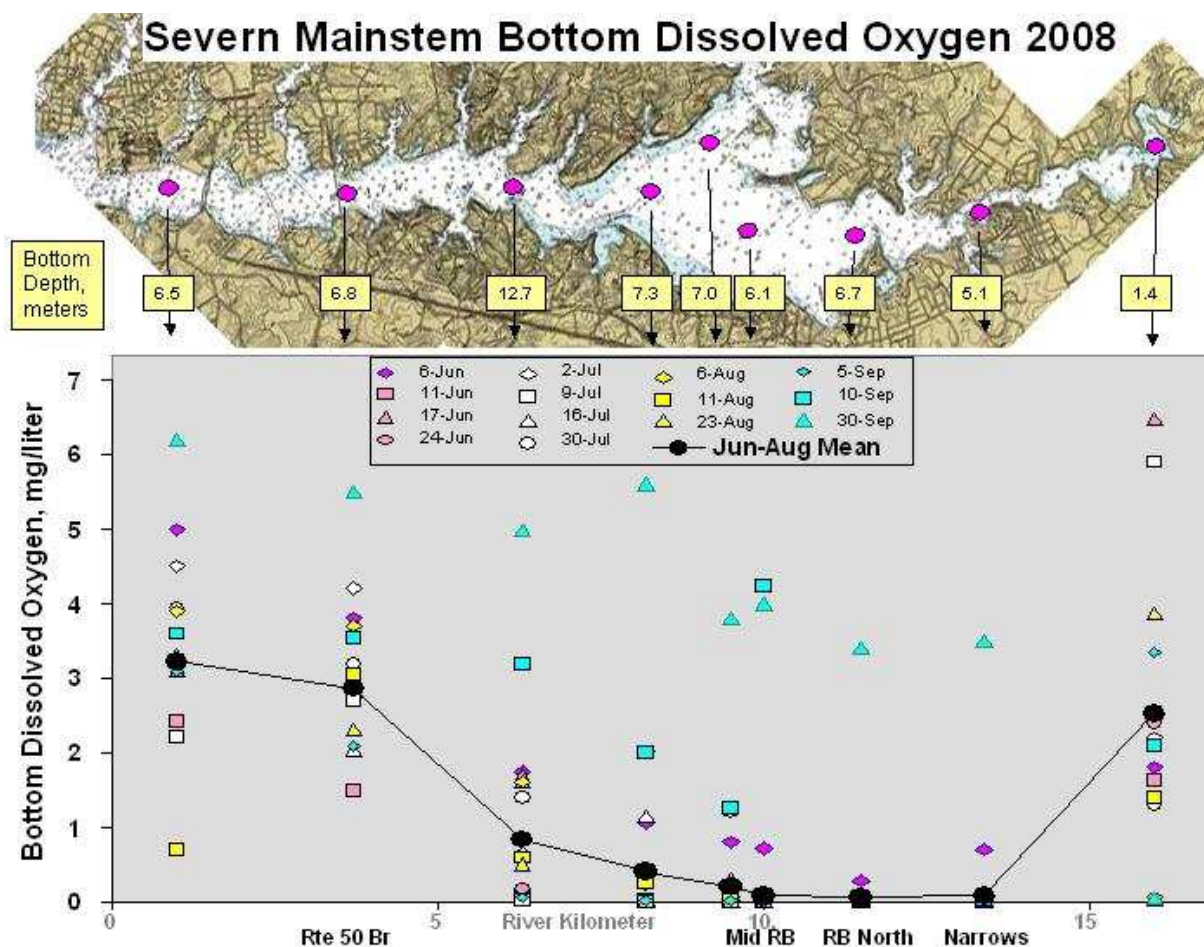 Severn Mainstem Bottom Dissolved Oxygen 2008
Bottom
Depth,
meters
6.5 6.8 12.7 7.3 7.0 6.1 6.7 5.1 1.4
6-Jun 2-Jul 6-Aug 5-Sep
11-Jun 9-Jul 11-Aug 10-Sep
17-Jun 16-Jul 23-Aug 30-Sep
24-Jun 30-Jul Jun-Aug Mean
Bottom Dissolved Oxygen, mg/liter
7
6
5
4
3
2
1
0
0 5 River Kilometer 10 15
Rte 50 Br Mid RB RB North Narrows